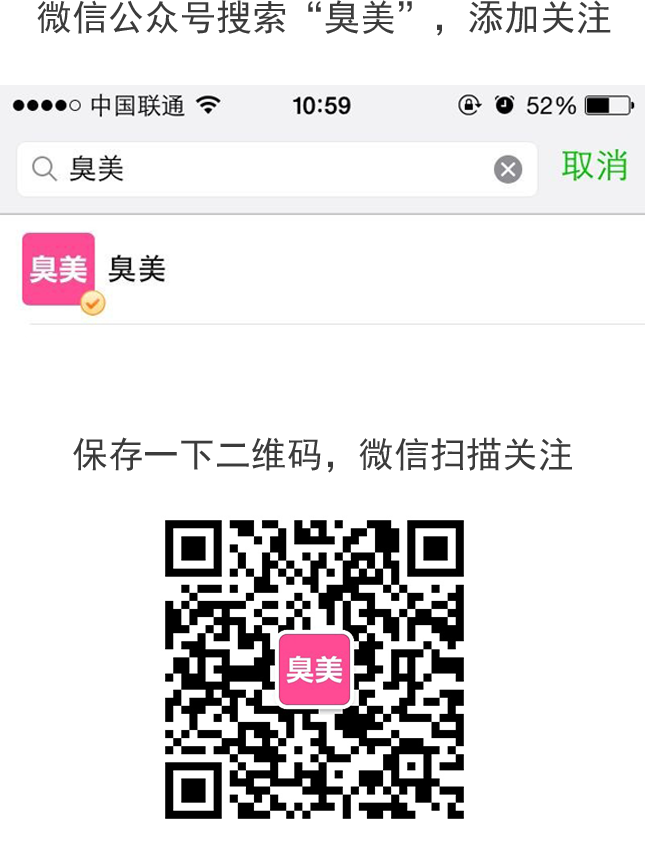 微信公众号搜索“臭美”，添加关注
中国联通 10:59 52%
臭美 取消
臭美 臭美
保存一下二维码，微信扫描关注
臭美